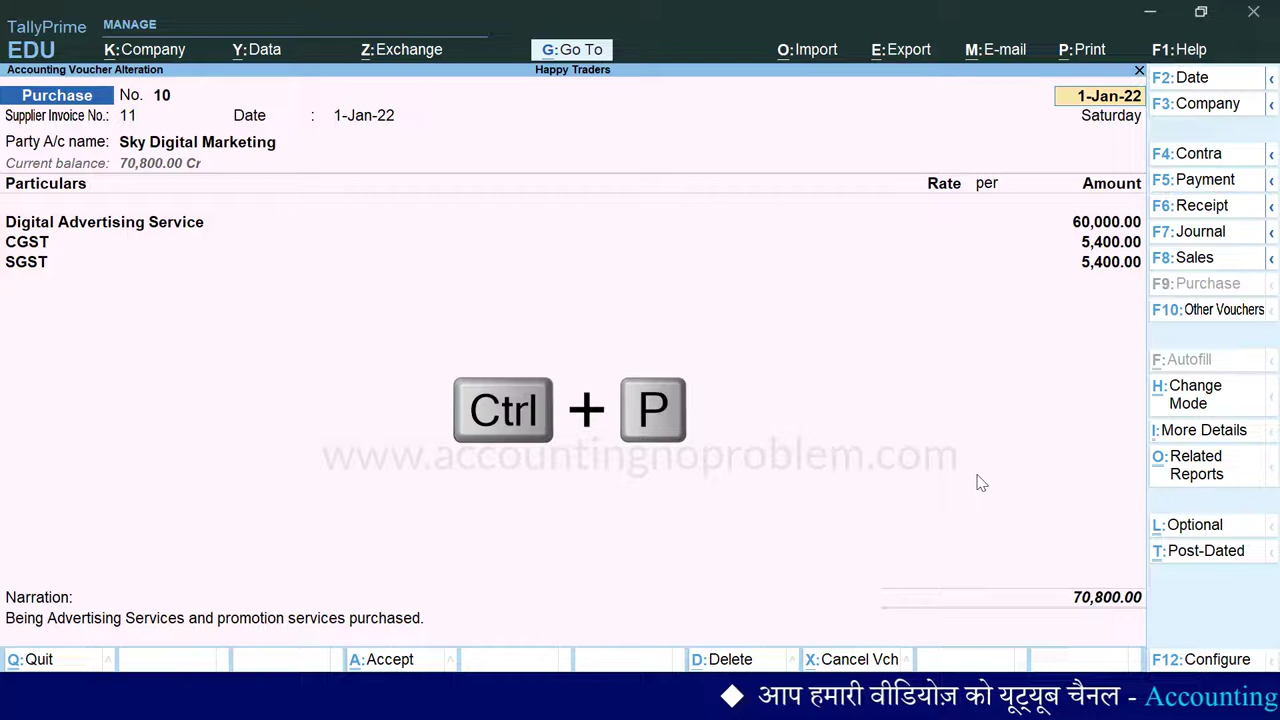 TallyPrime MANAGE
EDU K:Company Y:Data Z:Exchange G:Go To O:Import E:Export M:E-mail P:Print F1:Help
Accounting Voucher Alteration Happy Traders
Purchase No. 10 1-Jan-22
Supplier Invoice No.: 11 Date : 1-Jan-22 Saturday
Party A/c name: Sky Digital Marketing
Current balance: 70,800.00 Cr
Particulars Rate per Amount
Digital Advertising Service 60,000.00
CGST 5,400.00
SGST 5,400.00
Ctrl + P
www.accountingnoproblem.com
Narration: 70,800.00
Being Advertising Services and promotion services purchased.
F2:Date
F3:Company
F4:Contra
F5:Payment
F6:Receipt
F7:Journal
F8:Sales
F9:Purchase
F10:Other Vouchers
F:Autofill
H:Change
Mode
I:More Details
O:Related
Reports
L:Optional
T:Post-Dated
Q:Quit A:Accept D:Delete X:Cancel Vch F12:Configure
◆ आप हमारी वीडियोज़ को यूट्यूब चैनल - Accounting